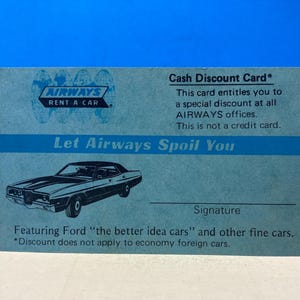 AIRWAYS
RENT A CAR
Cash Discount Card*
This card entitles you to
a special discount at all
AIRWAYS offices.
This is not a credit card.
Let Airways Spoil You
Signature
Featuring Ford "the better idea cars" and other fine cars.
*Discount does not apply to economy foreign cars.